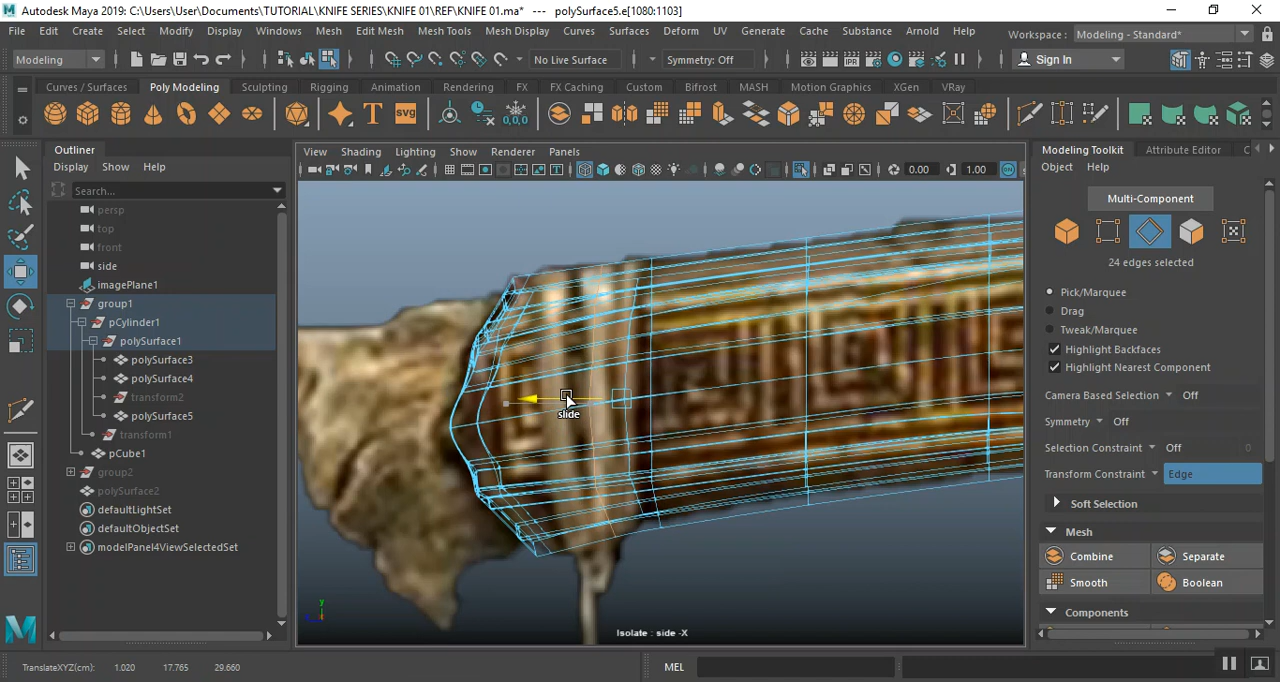 Autodesk Maya 2019: C:\Users\User\Documents\TUTORIAL\KNIFE SERIES\KNIFE 01\REF\KNIFE 01.ma* --- polySurface5.e[1080:1103]
File Edit Create Select Modify Display Windows Mesh Edit Mesh Mesh Tools Mesh Display Curves Surfaces Deform UV Generate Cache Substance Arnold Help Workspace : Modeling - Standard*
Modeling No Live Surface Symmetry: Off Sign In
Curves / Surfaces Poly Modeling Sculpting Rigging Animation Rendering FX FX Caching Custom Bifrost MASH Motion Graphics XGen VRay
T SVG 0,0,0
Outliner
Display Show Help
Search...
persp
top
front
side
imagePlane1
group1
pCylinder1
polySurface1
polySurface3
polySurface4
transform2
polySurface5
transform1
pCube1
group2
polySurface2
defaultLightSet
defaultObjectSet
modelPanel4ViewSelectedSet
View Shading Lighting Show Renderer Panels
0.00 1.00
slide
y
Isolate : side -X
Modeling Toolkit Attribute Editor C
Object Help
Multi-Component
24 edges selected
Pick/Marquee
Drag
Tweak/Marquee
Highlight Backfaces
Highlight Nearest Component
Camera Based Selection Off
Symmetry Off
Selection Constraint Off 0
Transform Constraint Edge
Soft Selection
Mesh
Combine Separate
Smooth Boolean
Components
TranslateXYZ(cm): 1.020 17.765 29.660
MEL